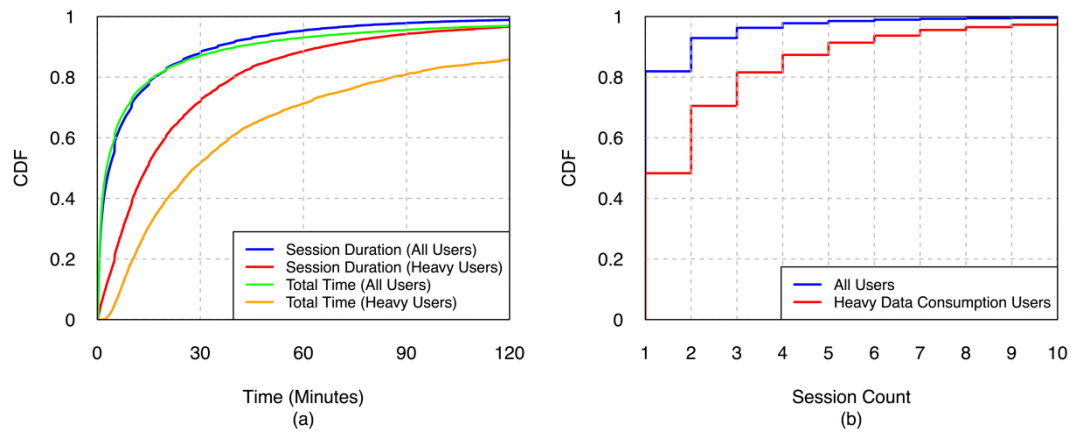 1
0.8
0.6
0.4
0.2
0
CDF
0 30 60 90 120
Time (Minutes)
(a)
Session Duration (All Users)
Session Duration (Heavy Users)
Total Time (All Users)
Total Time (Heavy Users)
1
0.8
0.6
0.4
0.2
0
CDF
1 2 3 4 5 6 7 8 9 10
Session Count
(b)
All Users
Heavy Data Consumption Users